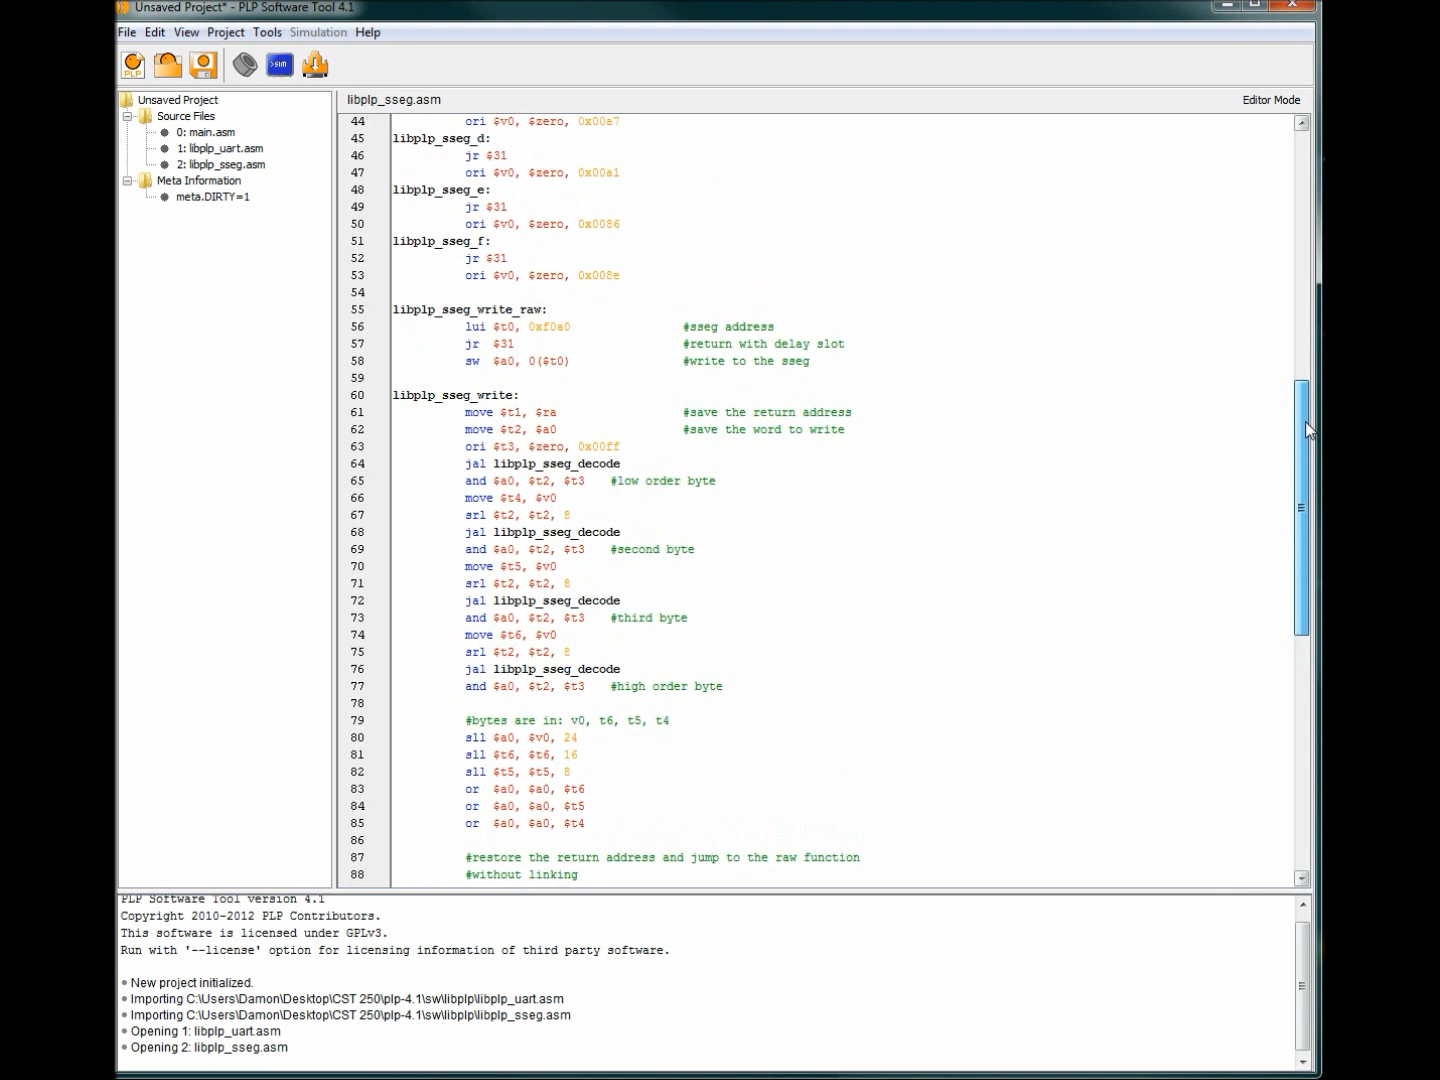 Unsaved Project* - PLP Software Tool 4.1
File Edit View Project Tools Simulation Help
PLP >sim
Unsaved Project
Source Files
0: main.asm
1: libplp_uart.asm
2: libplp_sseg.asm
Meta Information
meta.DIRTY=1
libplp_sseg.asm Editor Mode
44 ori $v0, $zero, 0x00a7
45 libplp_sseg_d:
46 jr $31
47 ori $v0, $zero, 0x00a1
48 libplp_sseg_e:
49 jr $31
50 ori $v0, $zero, 0x0086
51 libplp_sseg_f:
52 jr $31
53 ori $v0, $zero, 0x008e
54
55 libplp_sseg_write_raw:
56 lui $t0, 0xf0a0 #sseg address
57 jr $31 #return with delay slot
58 sw $a0, 0($t0) #write to the sseg
59
60 libplp_sseg_write:
61 move $t1, $ra #save the return address
62 move $t2, $a0 #save the word to write
63 ori $t3, $zero, 0x00ff
64 jal libplp_sseg_decode
65 and $a0, $t2, $t3 #low order byte
66 move $t4, $v0
67 srl $t2, $t2, 8
68 jal libplp_sseg_decode
69 and $a0, $t2, $t3 #second byte
70 move $t5, $v0
71 srl $t2, $t2, 8
72 jal libplp_sseg_decode
73 and $a0, $t2, $t3 #third byte
74 move $t6, $v0
75 srl $t2, $t2, 8
76 jal libplp_sseg_decode
77 and $a0, $t2, $t3 #high order byte
78
79 #bytes are in: v0, t6, t5, t4
80 sll $a0, $v0, 24
81 sll $t6, $t6, 16
82 sll $t5, $t5, 8
83 or $a0, $a0, $t6
84 or $a0, $a0, $t5
85 or $a0, $a0, $t4
86
87 #restore the return address and jump to the raw function
88 #without linking
PLP Software Tool version 4.1
Copyright 2010-2012 PLP Contributors.
This software is licensed under GPLv3.
Run with '--license' option for licensing information of third party software.
New project initialized.
Importing C:\Users\Damon\Desktop\CST 250\plp-4.1\sw\libplp\libplp_uart.asm
Importing C:\Users\Damon\Desktop\CST 250\plp-4.1\sw\libplp\libplp_sseg.asm
Opening 1: libplp_uart.asm
Opening 2: libplp_sseg.asm